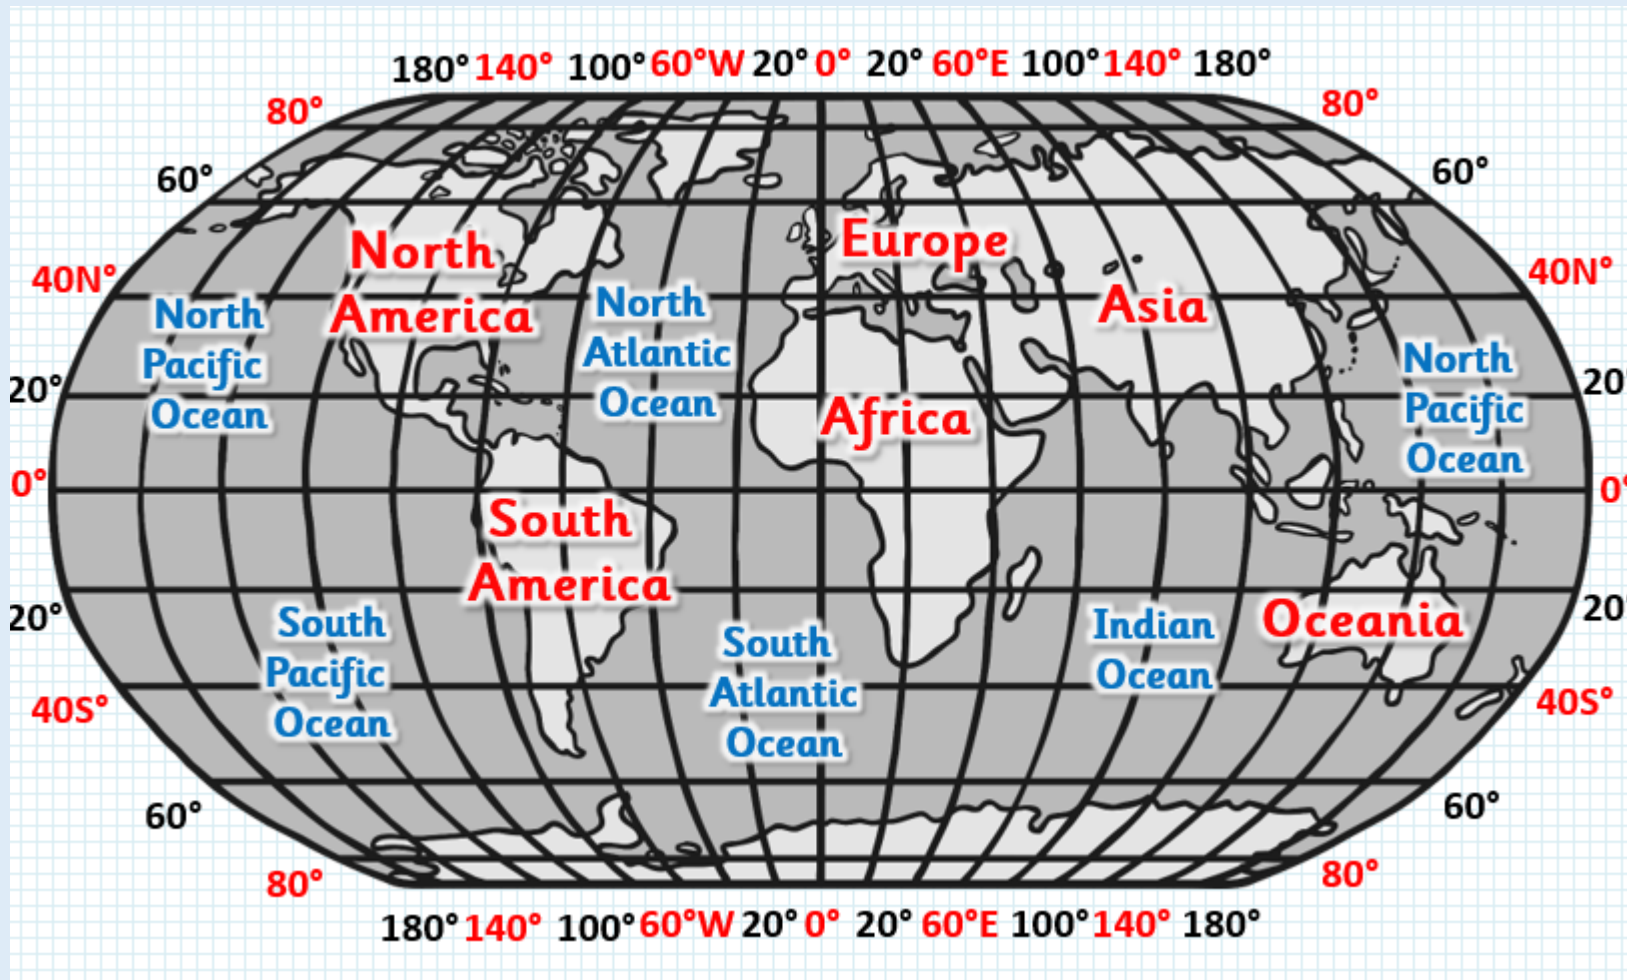 180° 140° 100° 60°W 20° 0° 20° 60°E 100° 140° 180°
80° 80°
60° 60°
40N° 40N°
North
America
Europe
Asia
North
Pacific
Ocean
North
Atlantic
Ocean
North
Pacific
Ocean
20° 20°
Africa
0° 0°
South
America
20° 20°
South
Pacific
Ocean
South
Atlantic
Ocean
Indian
Ocean
Oceania
40S° 40S°
60° 60°
80° 80°
180° 140° 100° 60°W 20° 0° 20° 60°E 100° 140° 180°